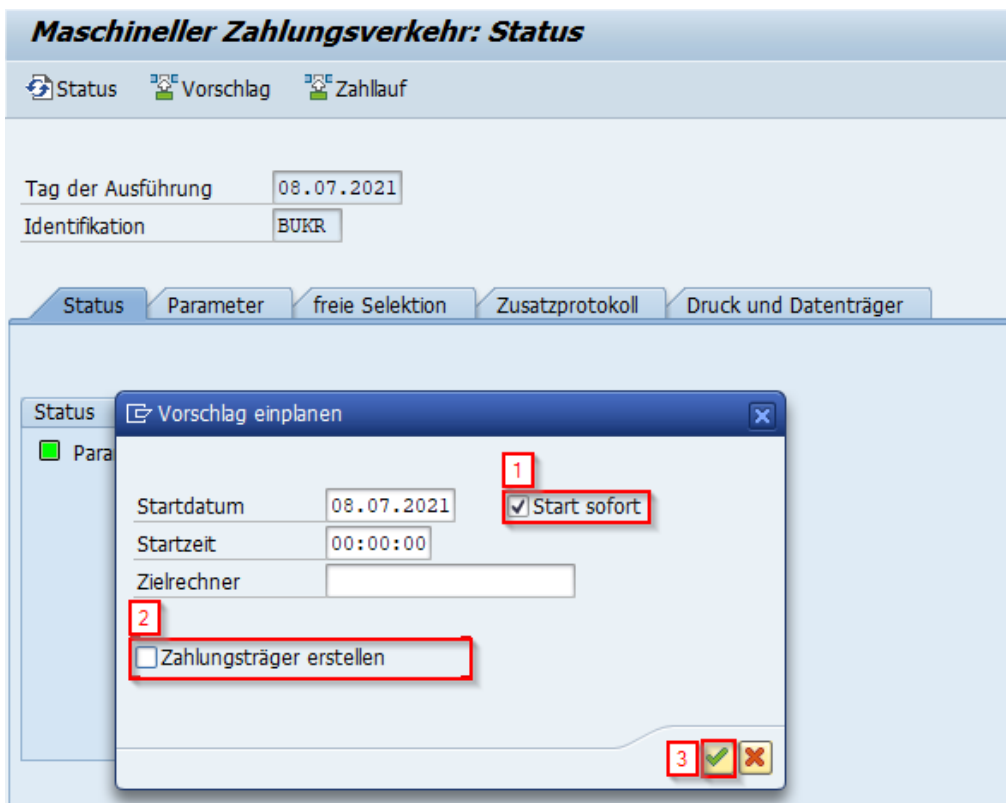 Maschineller Zahlungsverkehr: Status
Status Vorschlag Zahllauf
Tag der Ausführung 08.07.2021
Identifikation BUKR
Status Parameter freie Selektion Zusatzprotokoll Druck und Datenträger
Status
Para
Vorschlag einplanen
1
Startdatum 08.07.2021 Start sofort
Startzeit 00:00:00
Zielrechner
2
Zahlungsträger erstellen
3